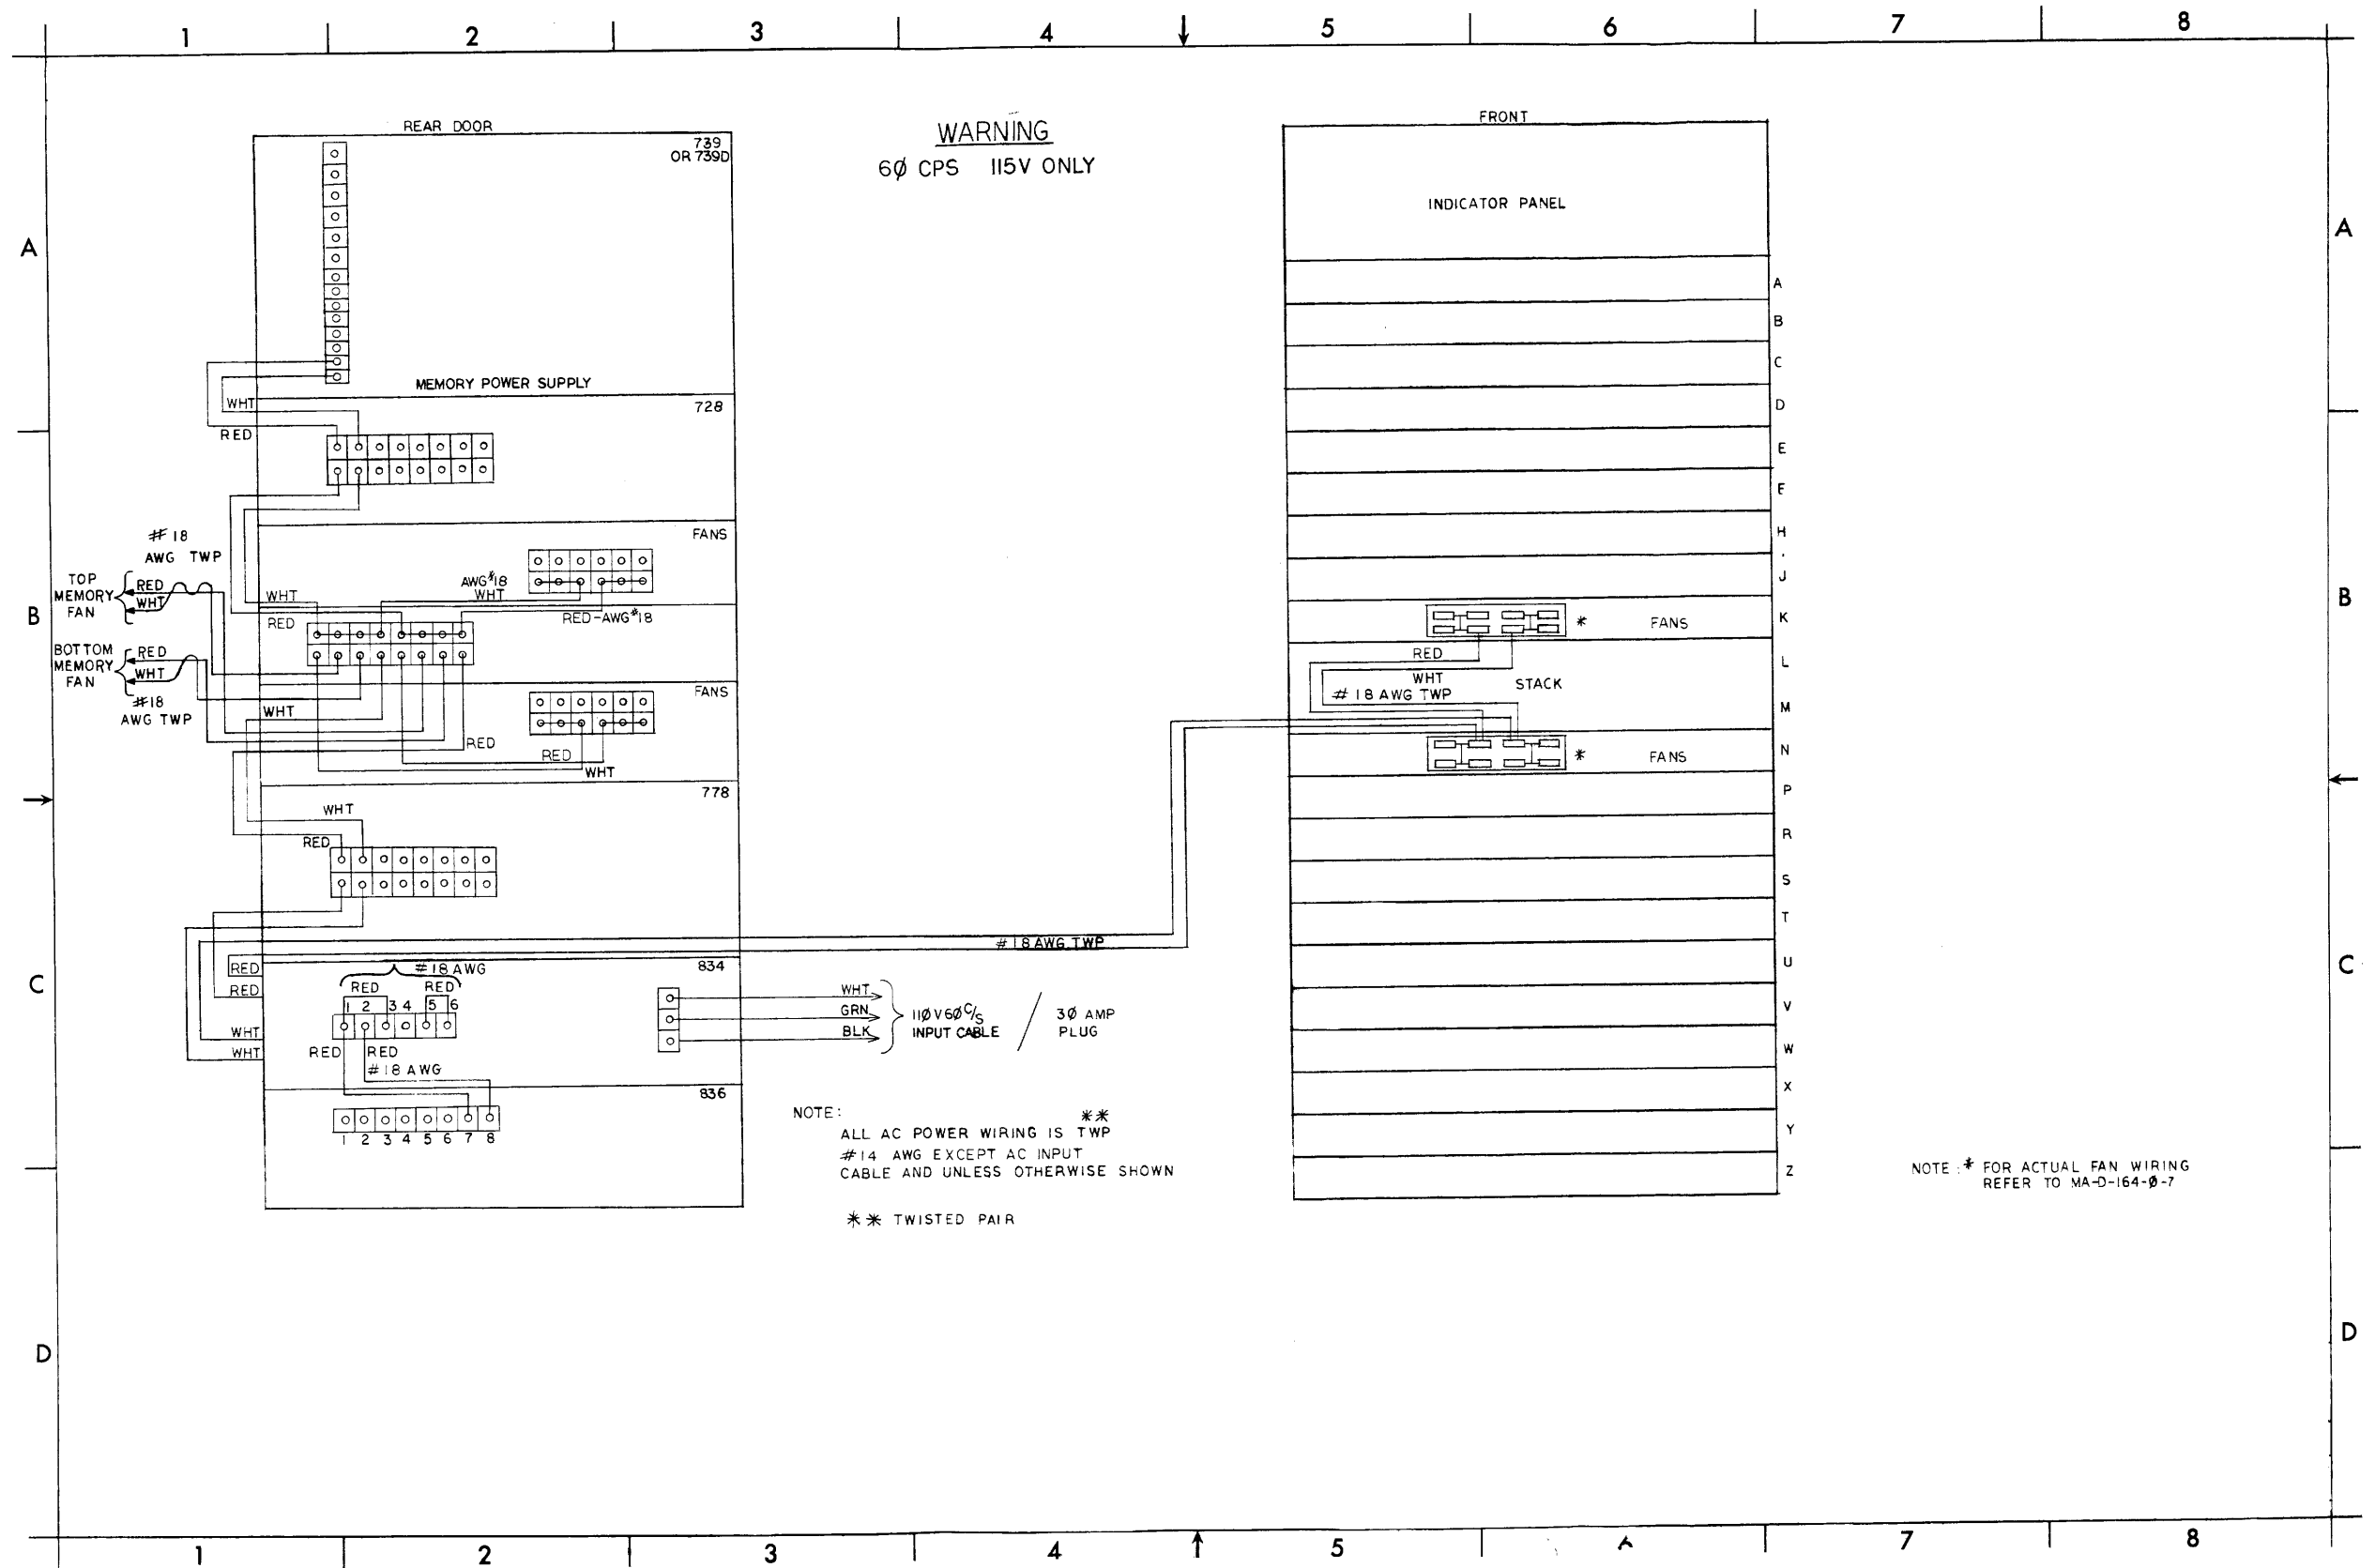 1 2 3 4 5 6 7 8
REAR DOOR
739
OR 739D
MEMORY POWER SUPPLY
WHT
RED
728
FANS
# 18
AWG TWP
TOP
MEMORY
FAN
RED
WHT
BOTTOM
MEMORY
FAN
RED
WHT
#18
AWG TWP
WHT
RED
AWG #18
WHT
RED-AWG #18
FANS
WHT
RED
RED
WHT
778
WHT
RED
#18 AWG TWP
RED
RED
WHT
WHT
834
#18 AWG
RED
RED
1 2 3 4 5 6
RED
RED
#18 AWG
836
1 2 3 4 5 6 7 8
WARNING
6Ø CPS 115V ONLY
WHT
GRN
BLK
11Ø V 6Ø C/S
INPUT CABLE
/
3Ø AMP
PLUG
NOTE:
**
ALL AC POWER WIRING IS TWP
#14 AWG EXCEPT AC INPUT
CABLE AND UNLESS OTHERWISE SHOWN
** TWISTED PAIR
FRONT
INDICATOR PANEL
A
B
C
D
E
F
H
J
K
L
M
N
P
R
S
T
U
V
W
X
Y
Z
* FANS
RED
WHT
# 18 AWG TWP
STACK
* FANS
NOTE: * FOR ACTUAL FAN WIRING
REFER TO MA-D-164-Ø-7
A
B
C
D
A
B
C
D
1 2 3 4 5 7 8